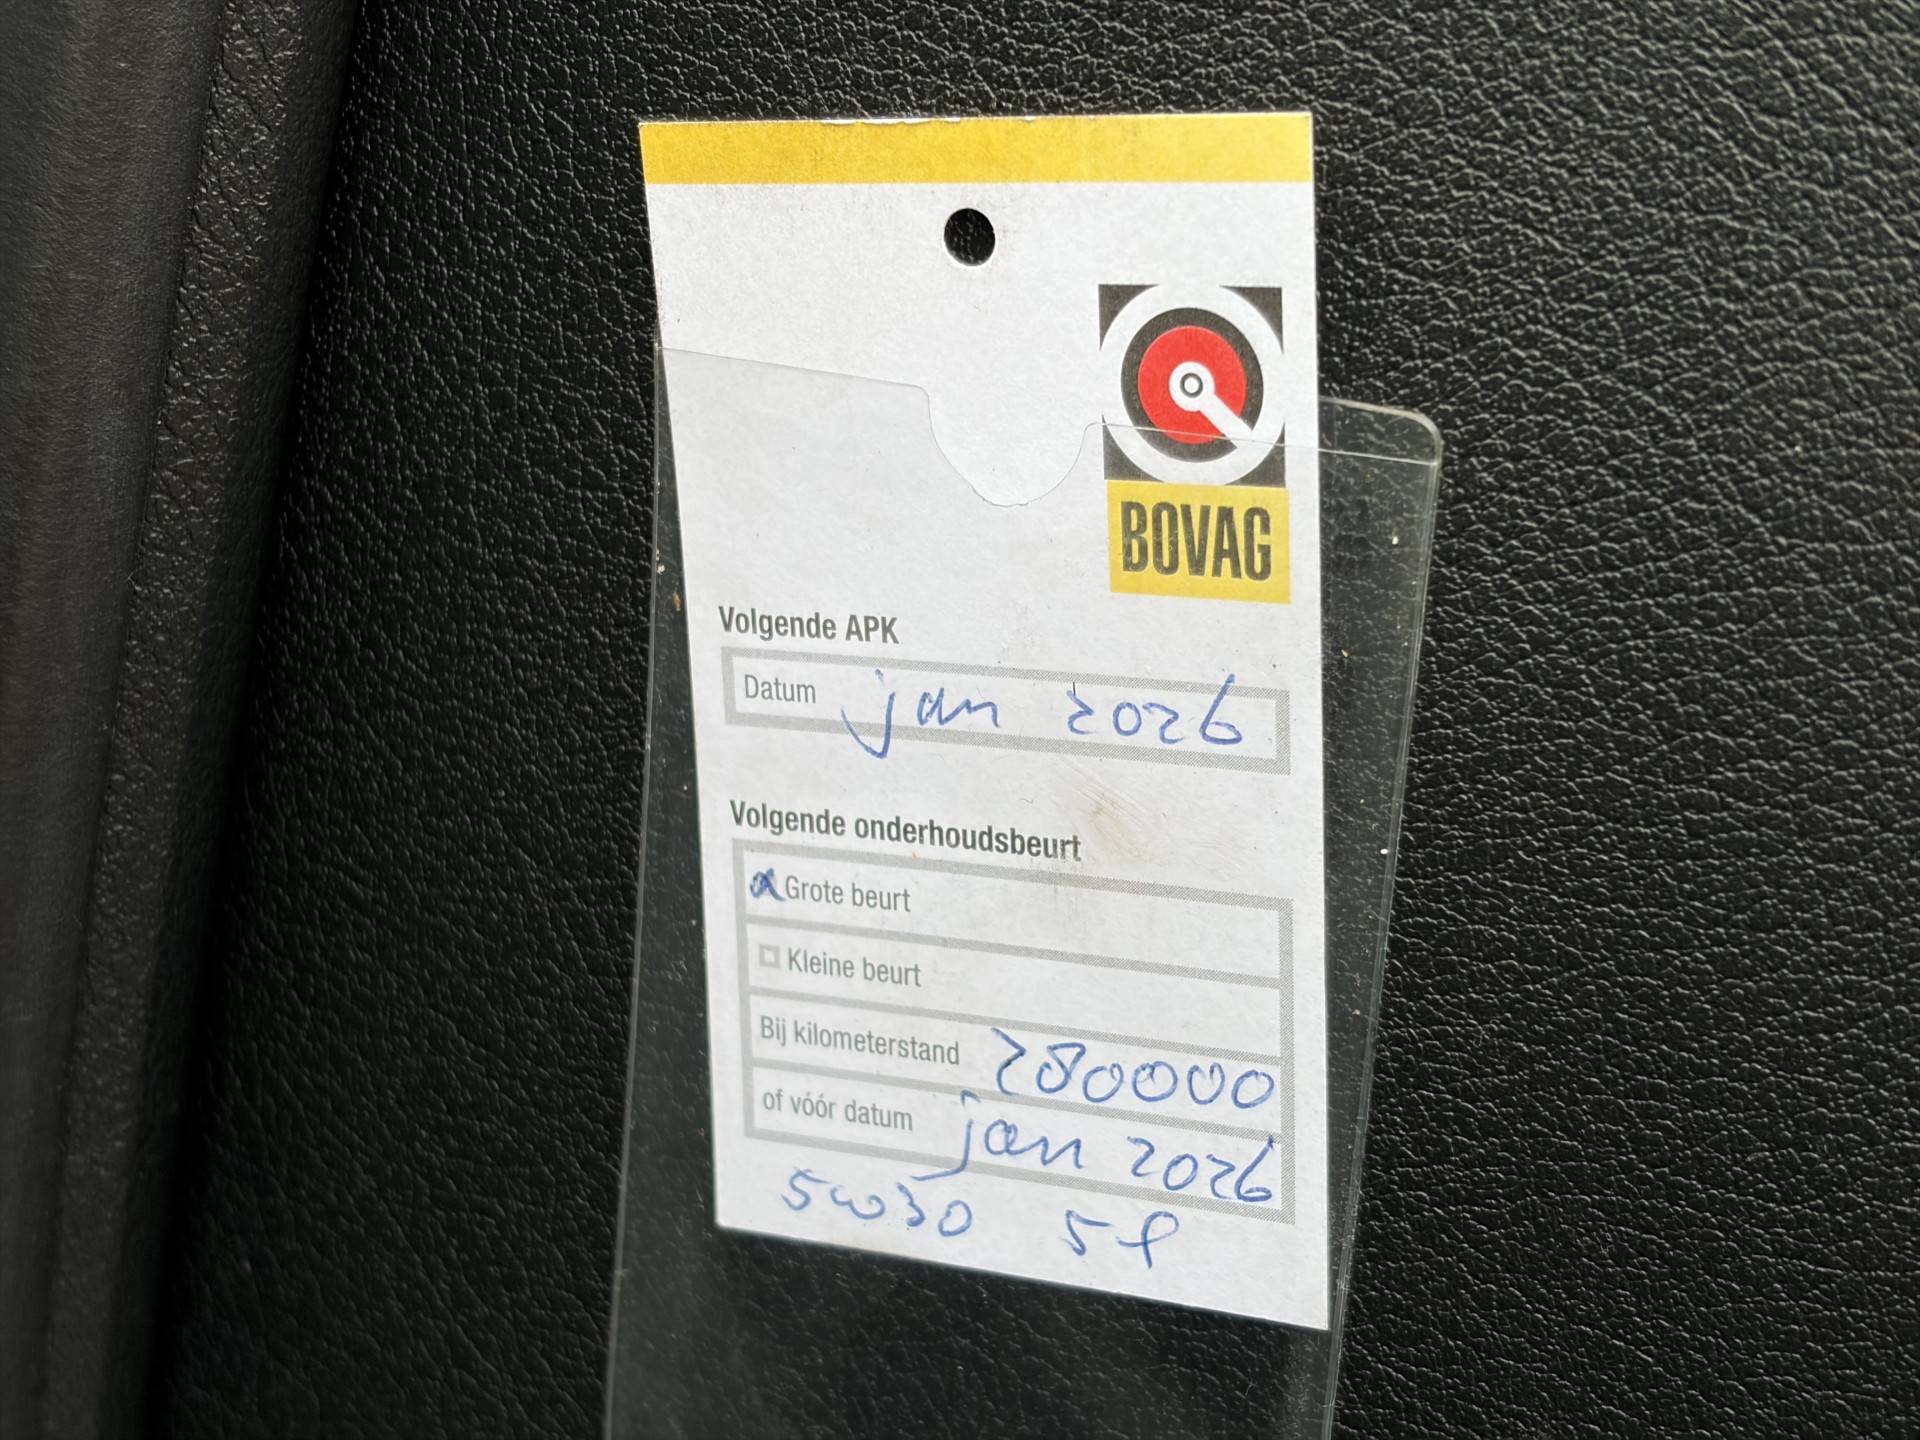 BOVAG
Volgende APK
Datum jan 2026
Volgende onderhoudsbeurt
Grote beurt
Kleine beurt
Bij kilometerstand 280000
of vóór datum jan 2026
5w30 5l